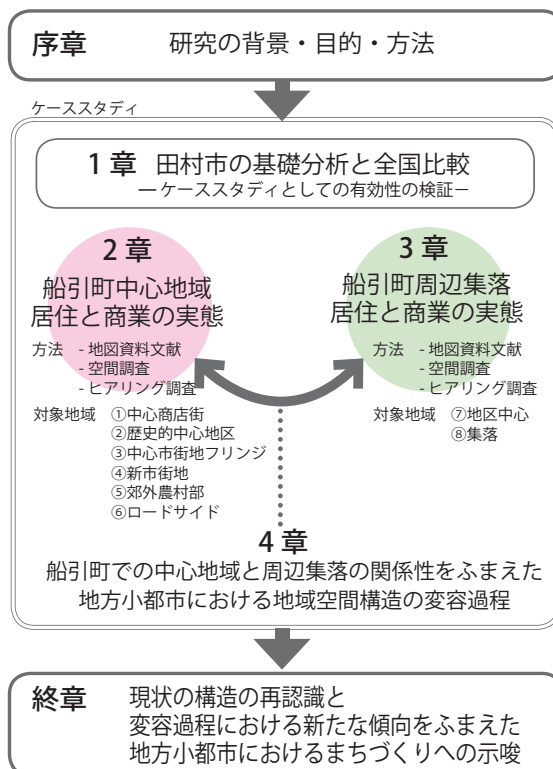 序章 研究の背景・目的・方法
ケーススタディ
1 章 田村市の基礎分析と全国比較
―ケーススタディとしての有効性の検証－
2 章
船引町中心地域
居住と商業の実態
方法 - 地図資料文献
- 空間調査
- ヒアリング調査
対象地域 ①中心商店街
②歴史的中心地区
③中心市街地フリンジ
④新市街地
⑤郊外農村部
⑥ロードサイド
3 章
船引町周辺集落
居住と商業の実態
方法 - 地図資料文献
- 空間調査
- ヒアリング調査
対象地域 ⑦地区中心
⑧集落
4 章
船引町での中心地域と周辺集落の関係性をふまえた
地方小都市における地域空間構造の変容過程
終章 現状の構造の再認識と
変容過程における新たな傾向をふまえた
地方小都市におけるまちづくりへの示唆